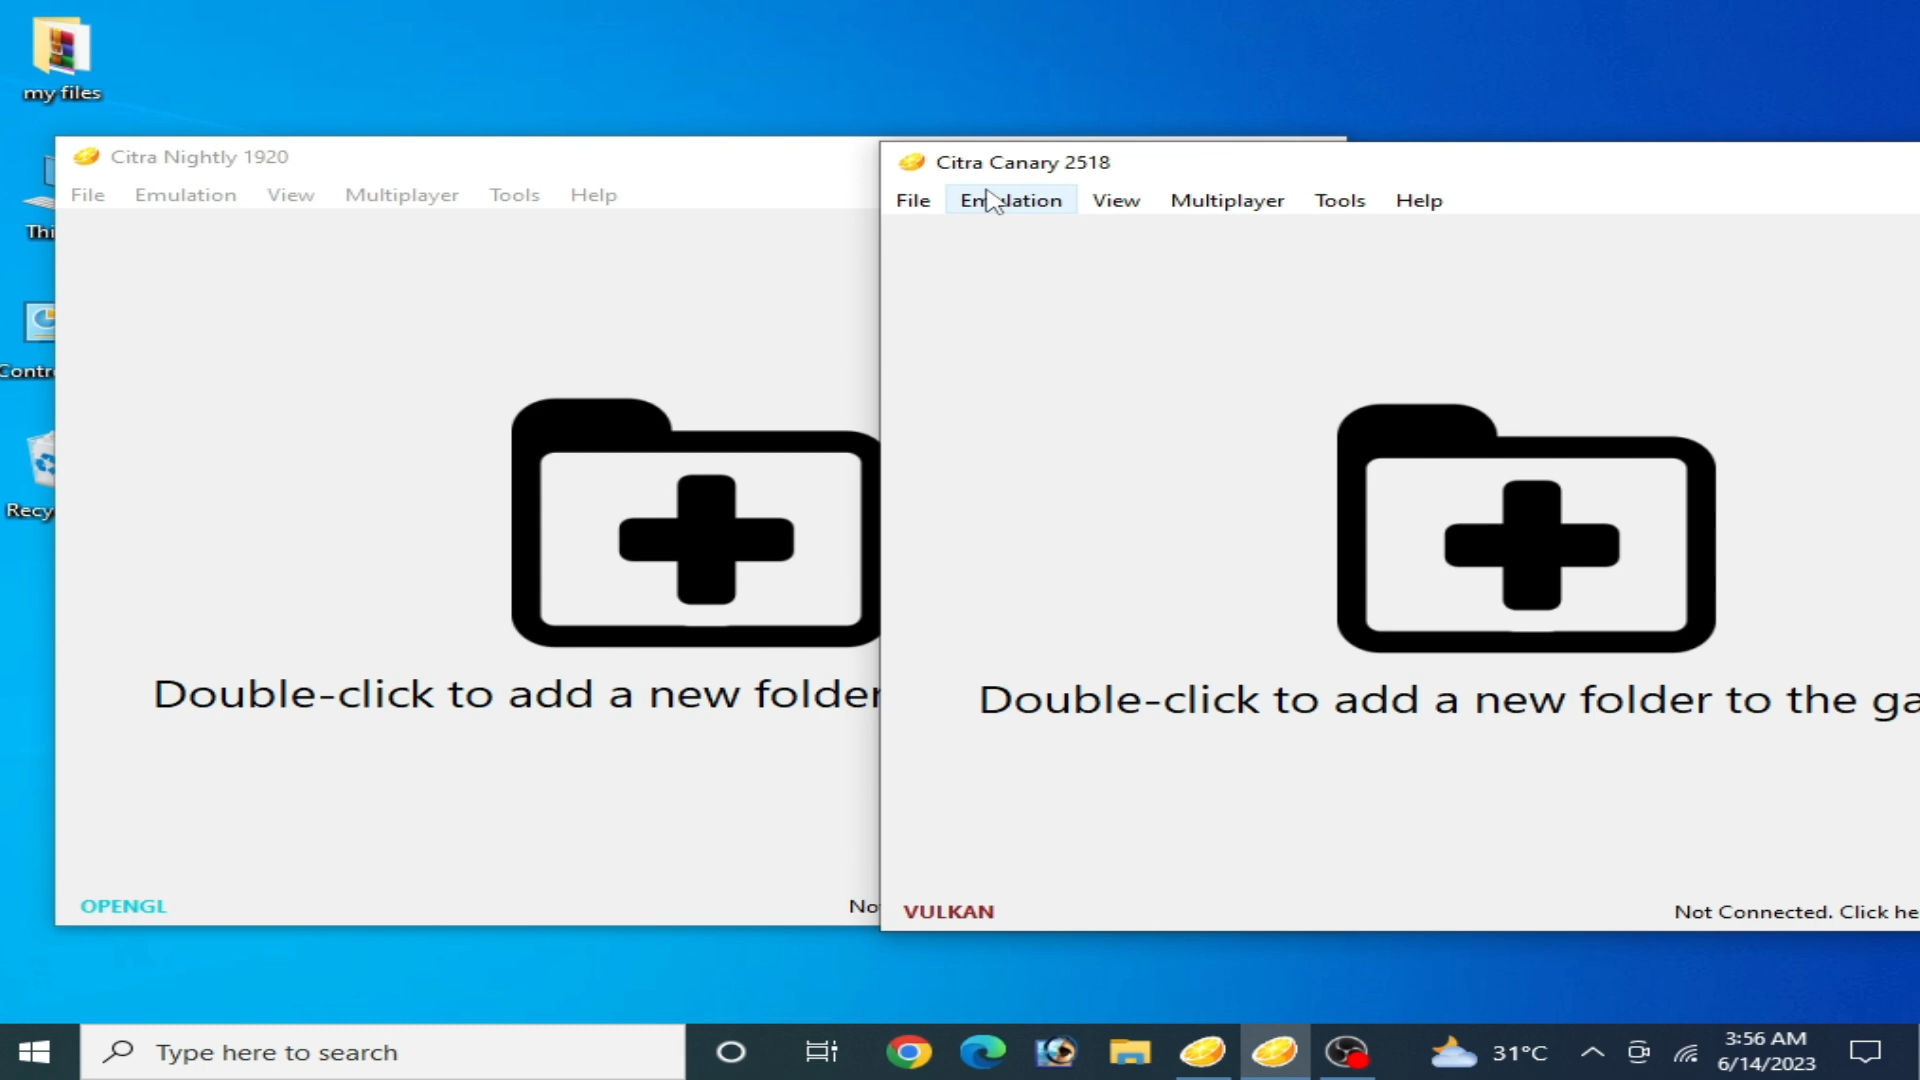 my files
Citra Nightly 1920
File Emulation View Multiplayer Tools Help
Thi
Contr
Recy
Double-click to add a new folder
OPENGL
No
Citra Canary 2518
File Emulation View Multiplayer Tools Help
Double-click to add a new folder to the ga
VULKAN
Not Connected. Click he
Type here to search
31°C
3:56 AM
6/14/2023